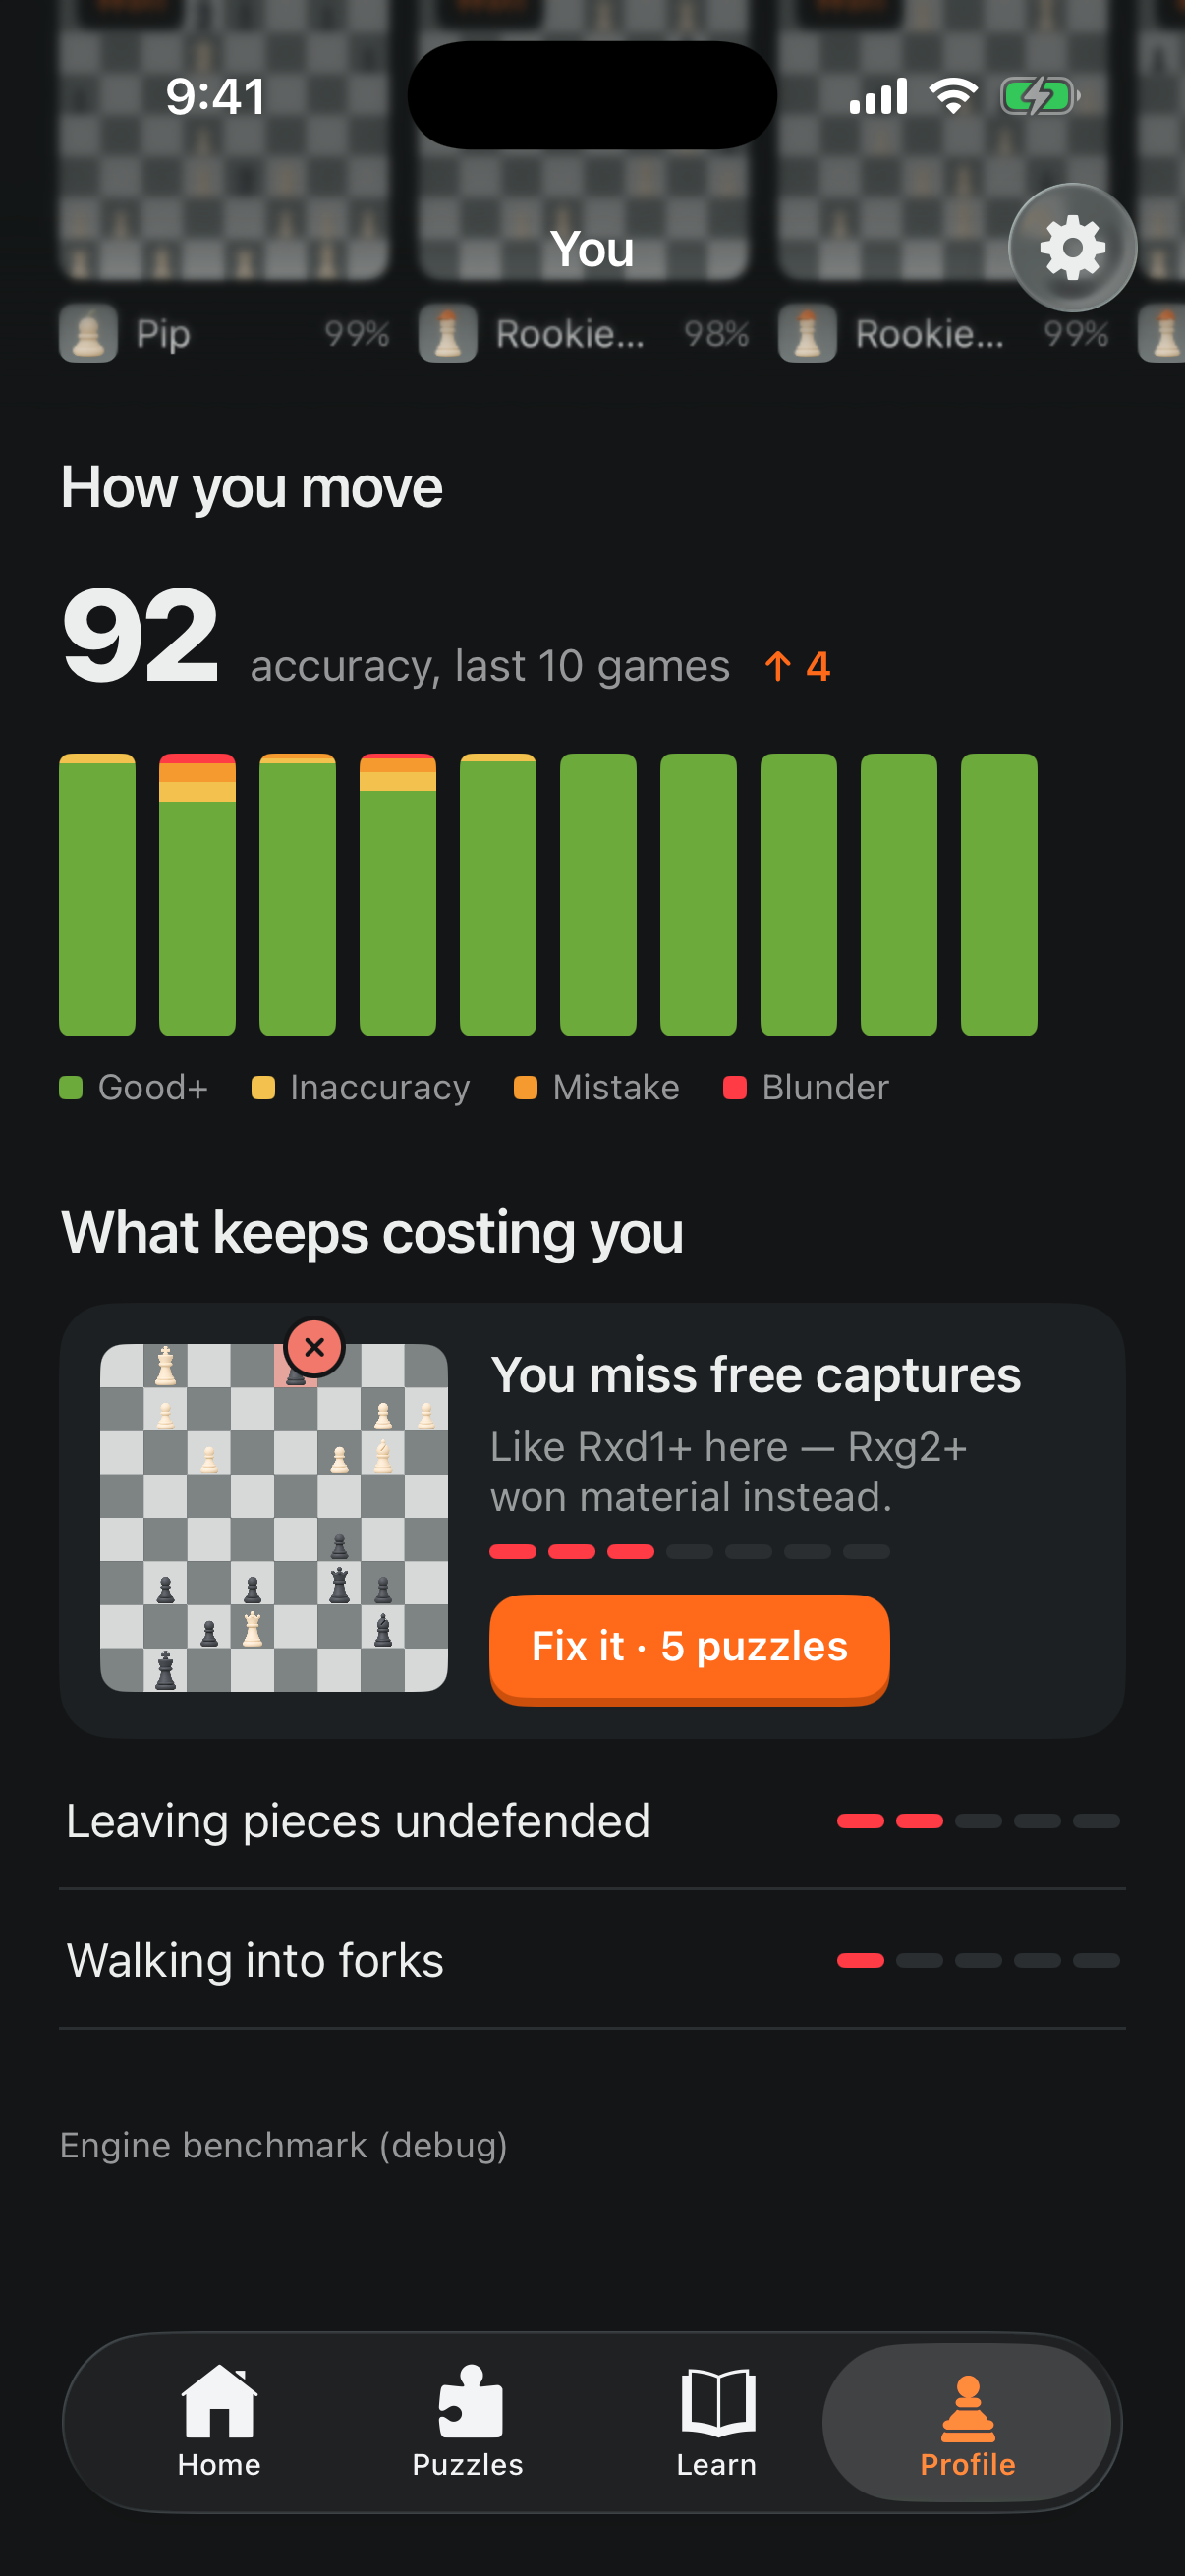 9:41
You
Pip 99% Rookie... 98% Rookie... 99%
How you move
92 accuracy, last 10 games ↑ 4
Good+ Inaccuracy Mistake Blunder
What keeps costing you
You miss free captures
Like Rxd1+ here — Rxg2+
won material instead.
Fix it · 5 puzzles
Leaving pieces undefended
Walking into forks
Engine benchmark (debug)
Home Puzzles Learn Profile